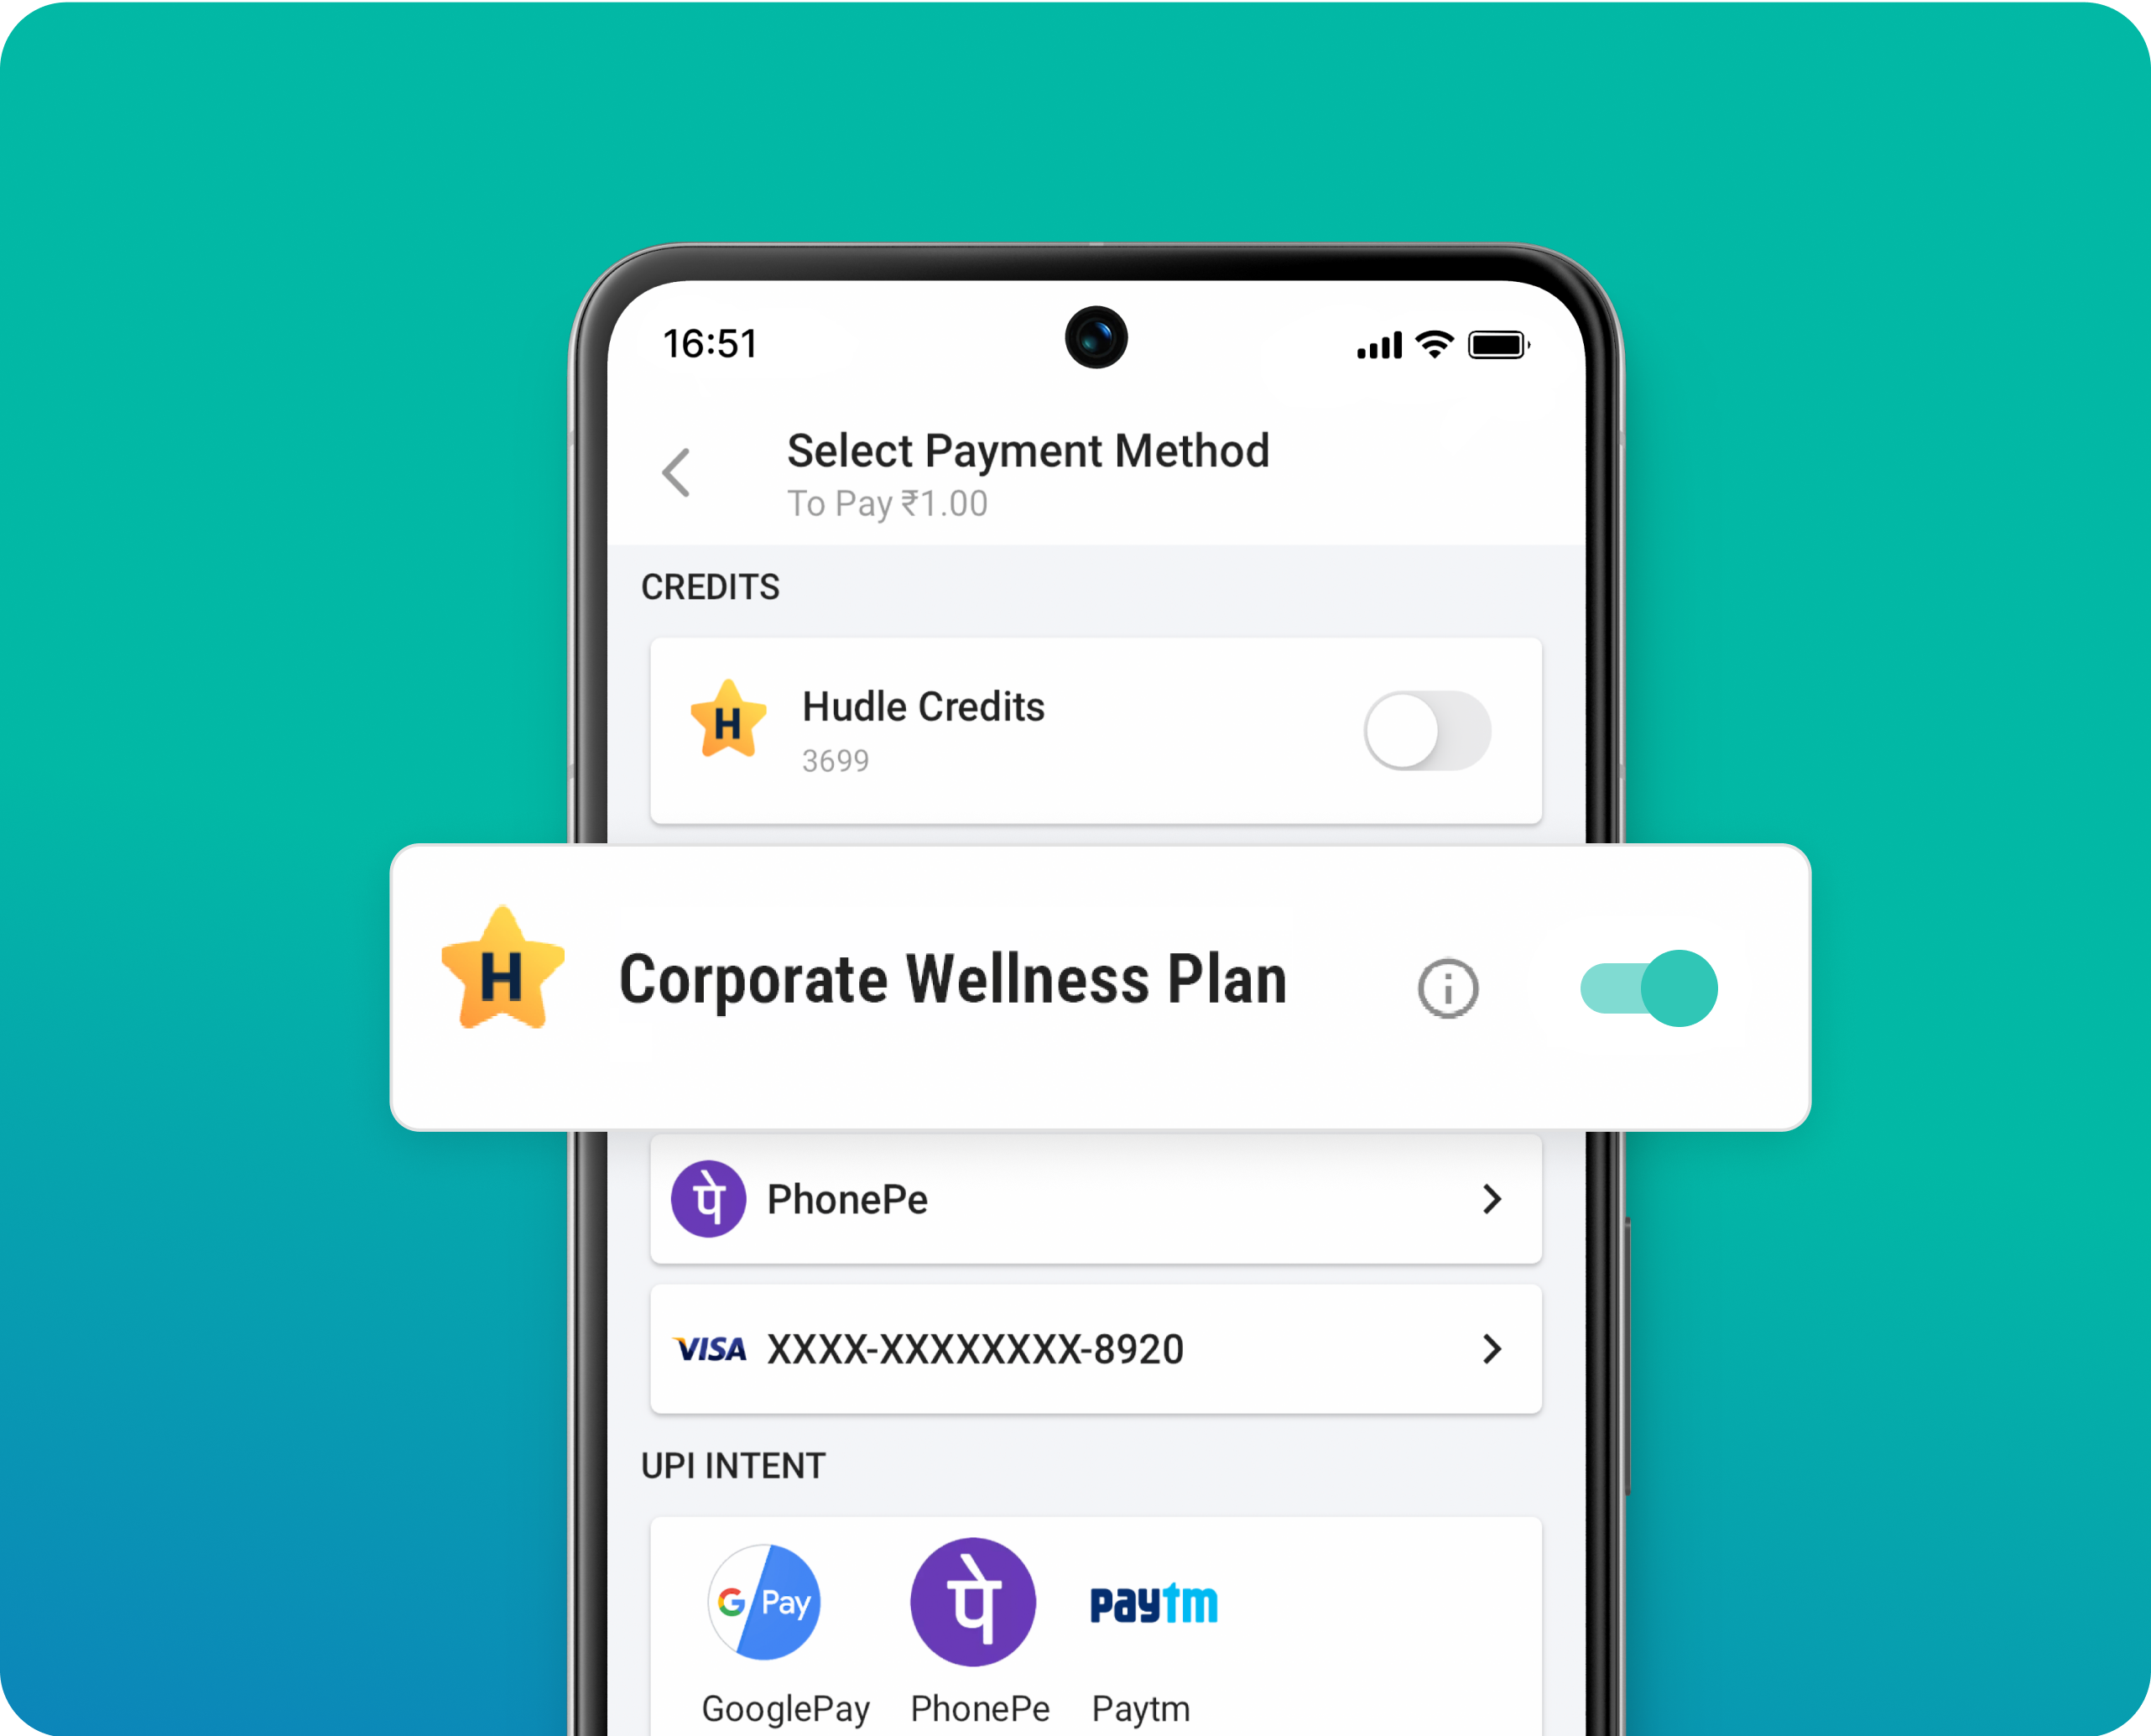 16:51
Select Payment Method
To Pay ₹1.00
CREDITS
H
Hudle Credits
3699
H
Corporate Wellness Plan
i
पे
PhonePe
VISA XXXX-XXXXXXXX-8920
UPI INTENT
G Pay
पे
paytm
GooglePay
PhonePe
Paytm